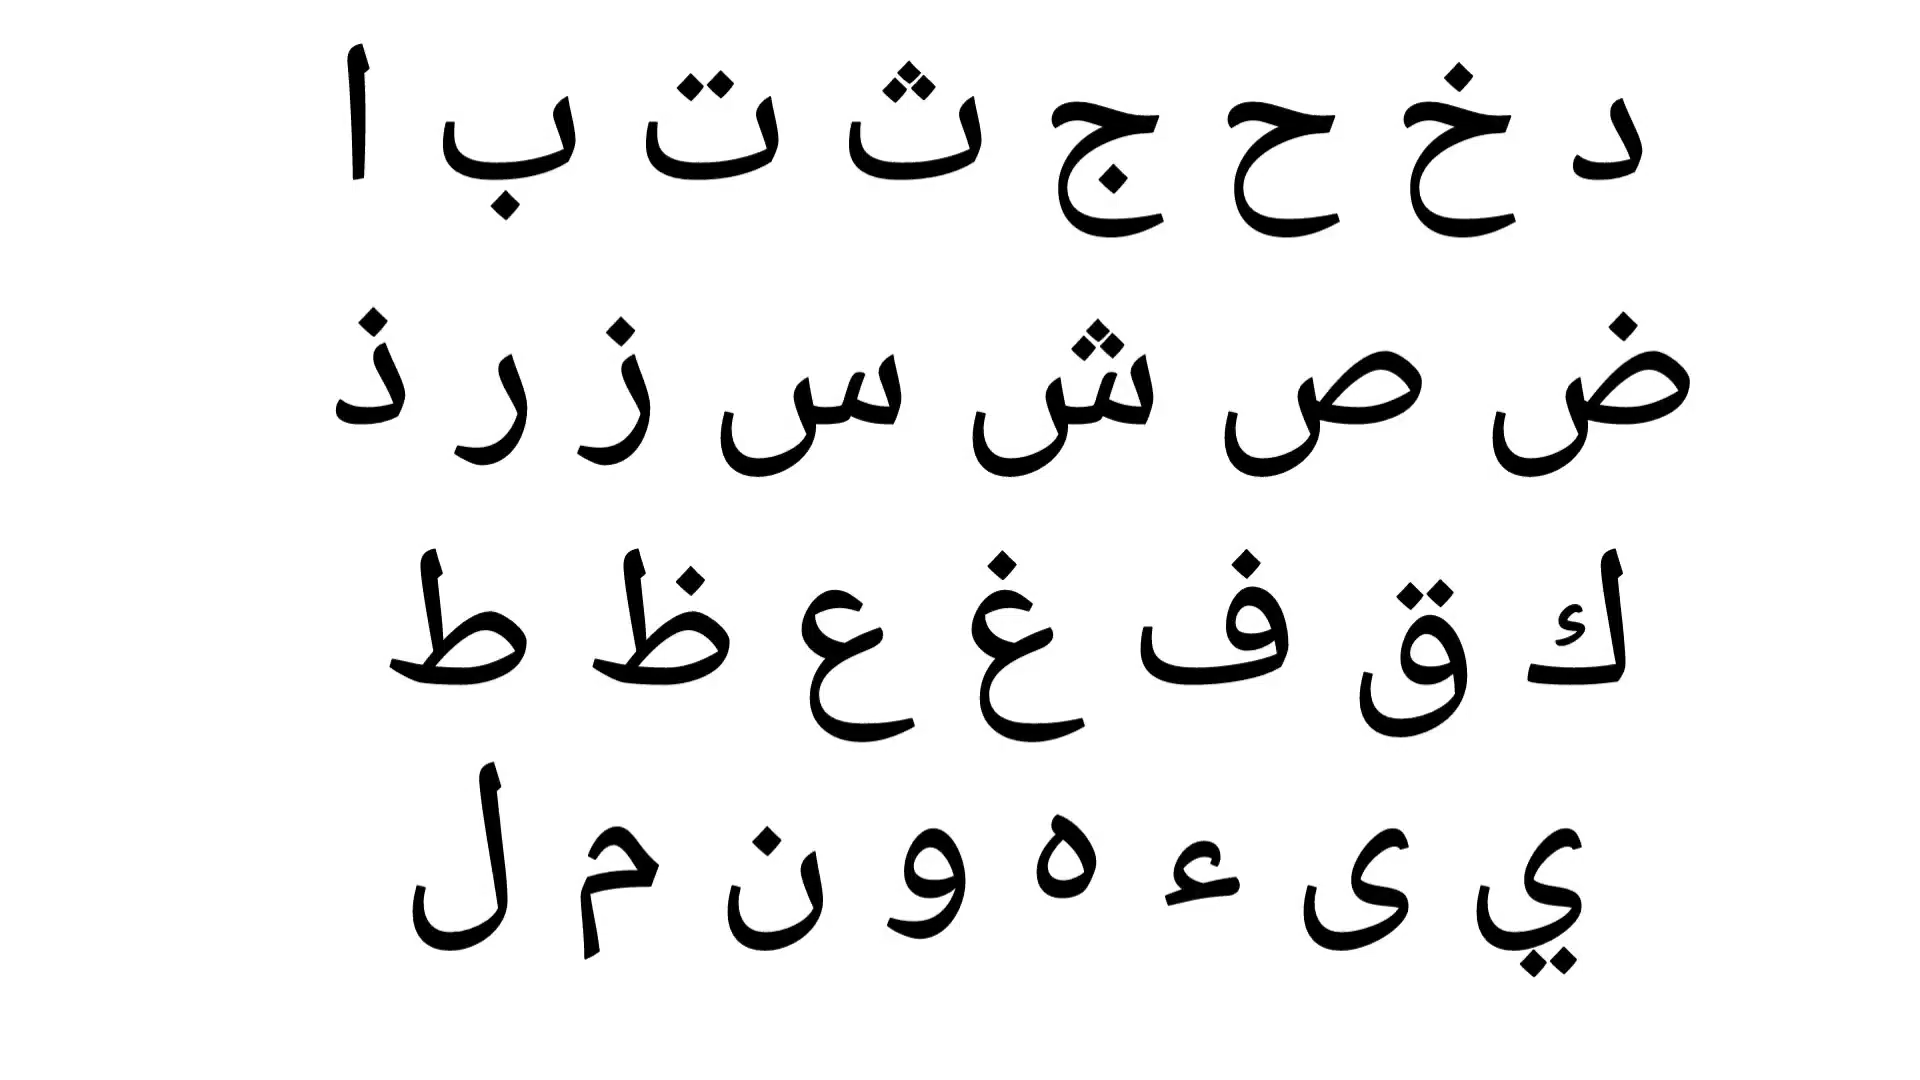 ا ب ت ث ج ح خ د
ذ ر ز س ش ص ض
ط ظ ع غ ف ق ك
ل م ن و ه ء ى ي